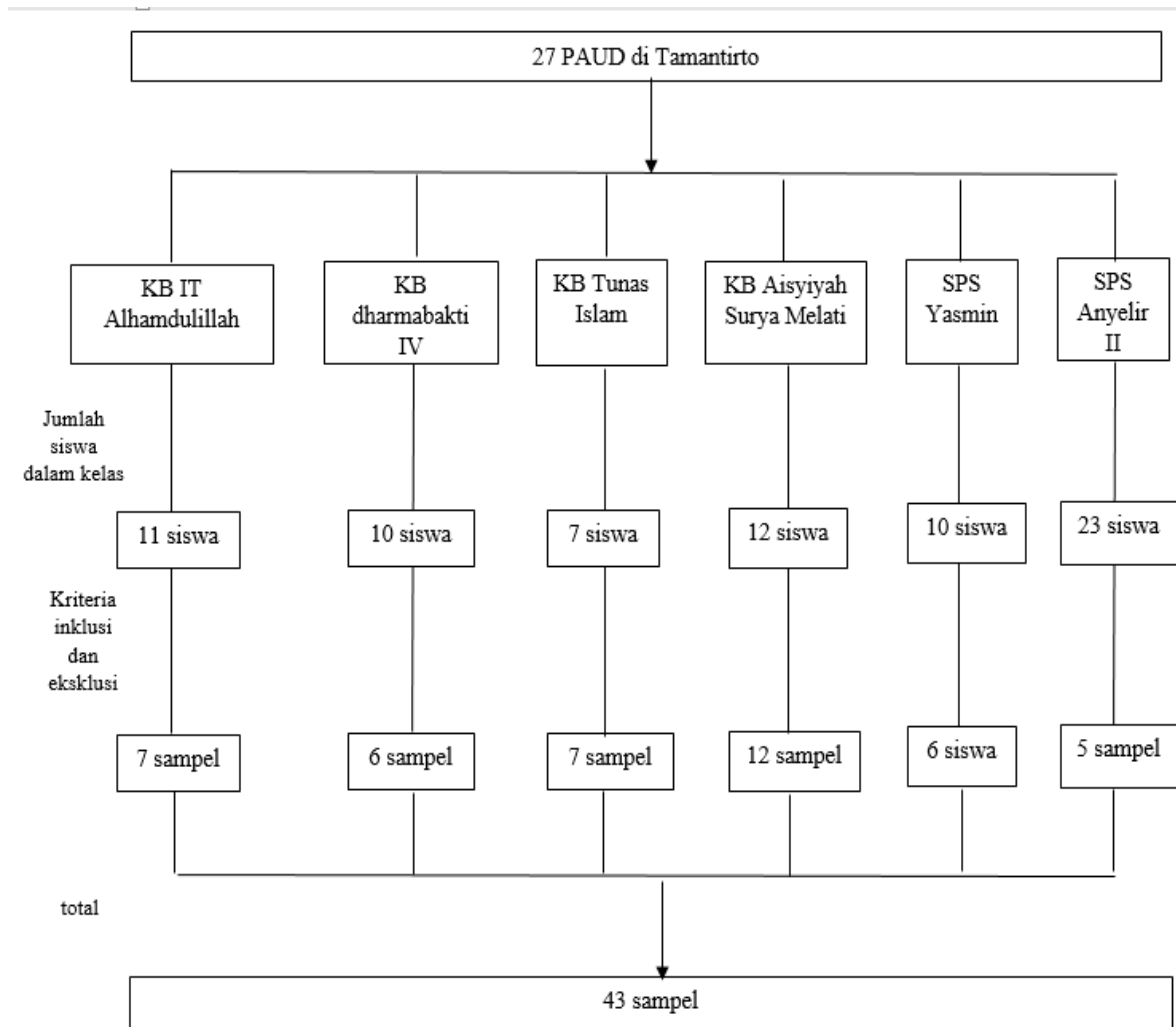 27 PAUD di Tamantirto
KB IT
Alhamdulillah
KB
dharmabakti
IV
KB Tunas
Islam
KB Aisyiyah
Surya Melati
SPS
Yasmin
SPS
Anyelir
II
Jumlah
siswa
dalam kelas
11 siswa
10 siswa
7 siswa
12 siswa
10 siswa
23 siswa
Kriteria
inklusi
dan
eksklusi
7 sampel
6 sampel
7 sampel
12 sampel
6 siswa
5 sampel
total
43 sampel